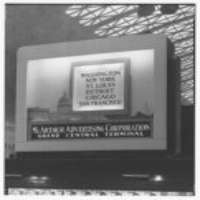 WASHINGTON
NEW YORK
ST. LOUIS
DETROIT
CHICAGO
SAN FRANCISCO
McARTHUR ADVERTISING CORPORATION
GRAND CENTRAL TERMINAL